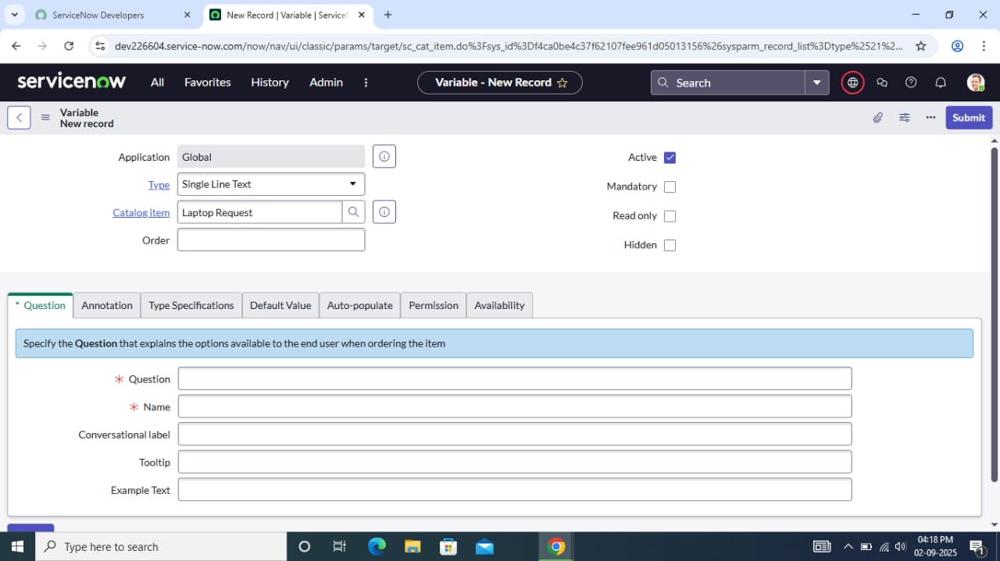 ServiceNow Developers
New Record | Variable | Service
dev226604.service-now.com/now/nav/ui/classic/params/target/sc_cat_item.do%3Fsys_id%3Df4ca0be4c37f62107fee961d05013156%26sysparm_record_list%3Dtype%2521%2...
servicenow All Favorites History Admin Variable - New Record Search
Variable
New record
Submit
Application Global Active
Type Single Line Text Mandatory
Catalog item Laptop Request Read only
Order Hidden
* Question Annotation Type Specifications Default Value Auto-populate Permission Availability
Specify the Question that explains the options available to the end user when ordering the item
* Question
* Name
Conversational label
Tooltip
Example Text
Type here to search
04:18 PM
02-09-2025
1